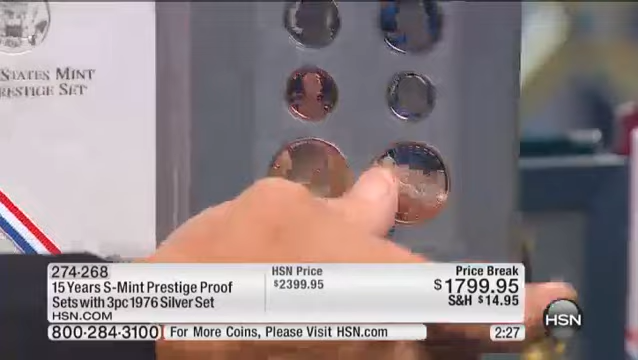 STATES MINT
PRESTIGE SET
274-268
15 Years S-Mint Prestige Proof
Sets with 3pc 1976 Silver Set
HSN.COM
HSN Price
$2399.95
Price Break
$1799.95
S&H $14.95
800-284-3100
For More Coins, Please Visit HSN.com
2:27
HSN